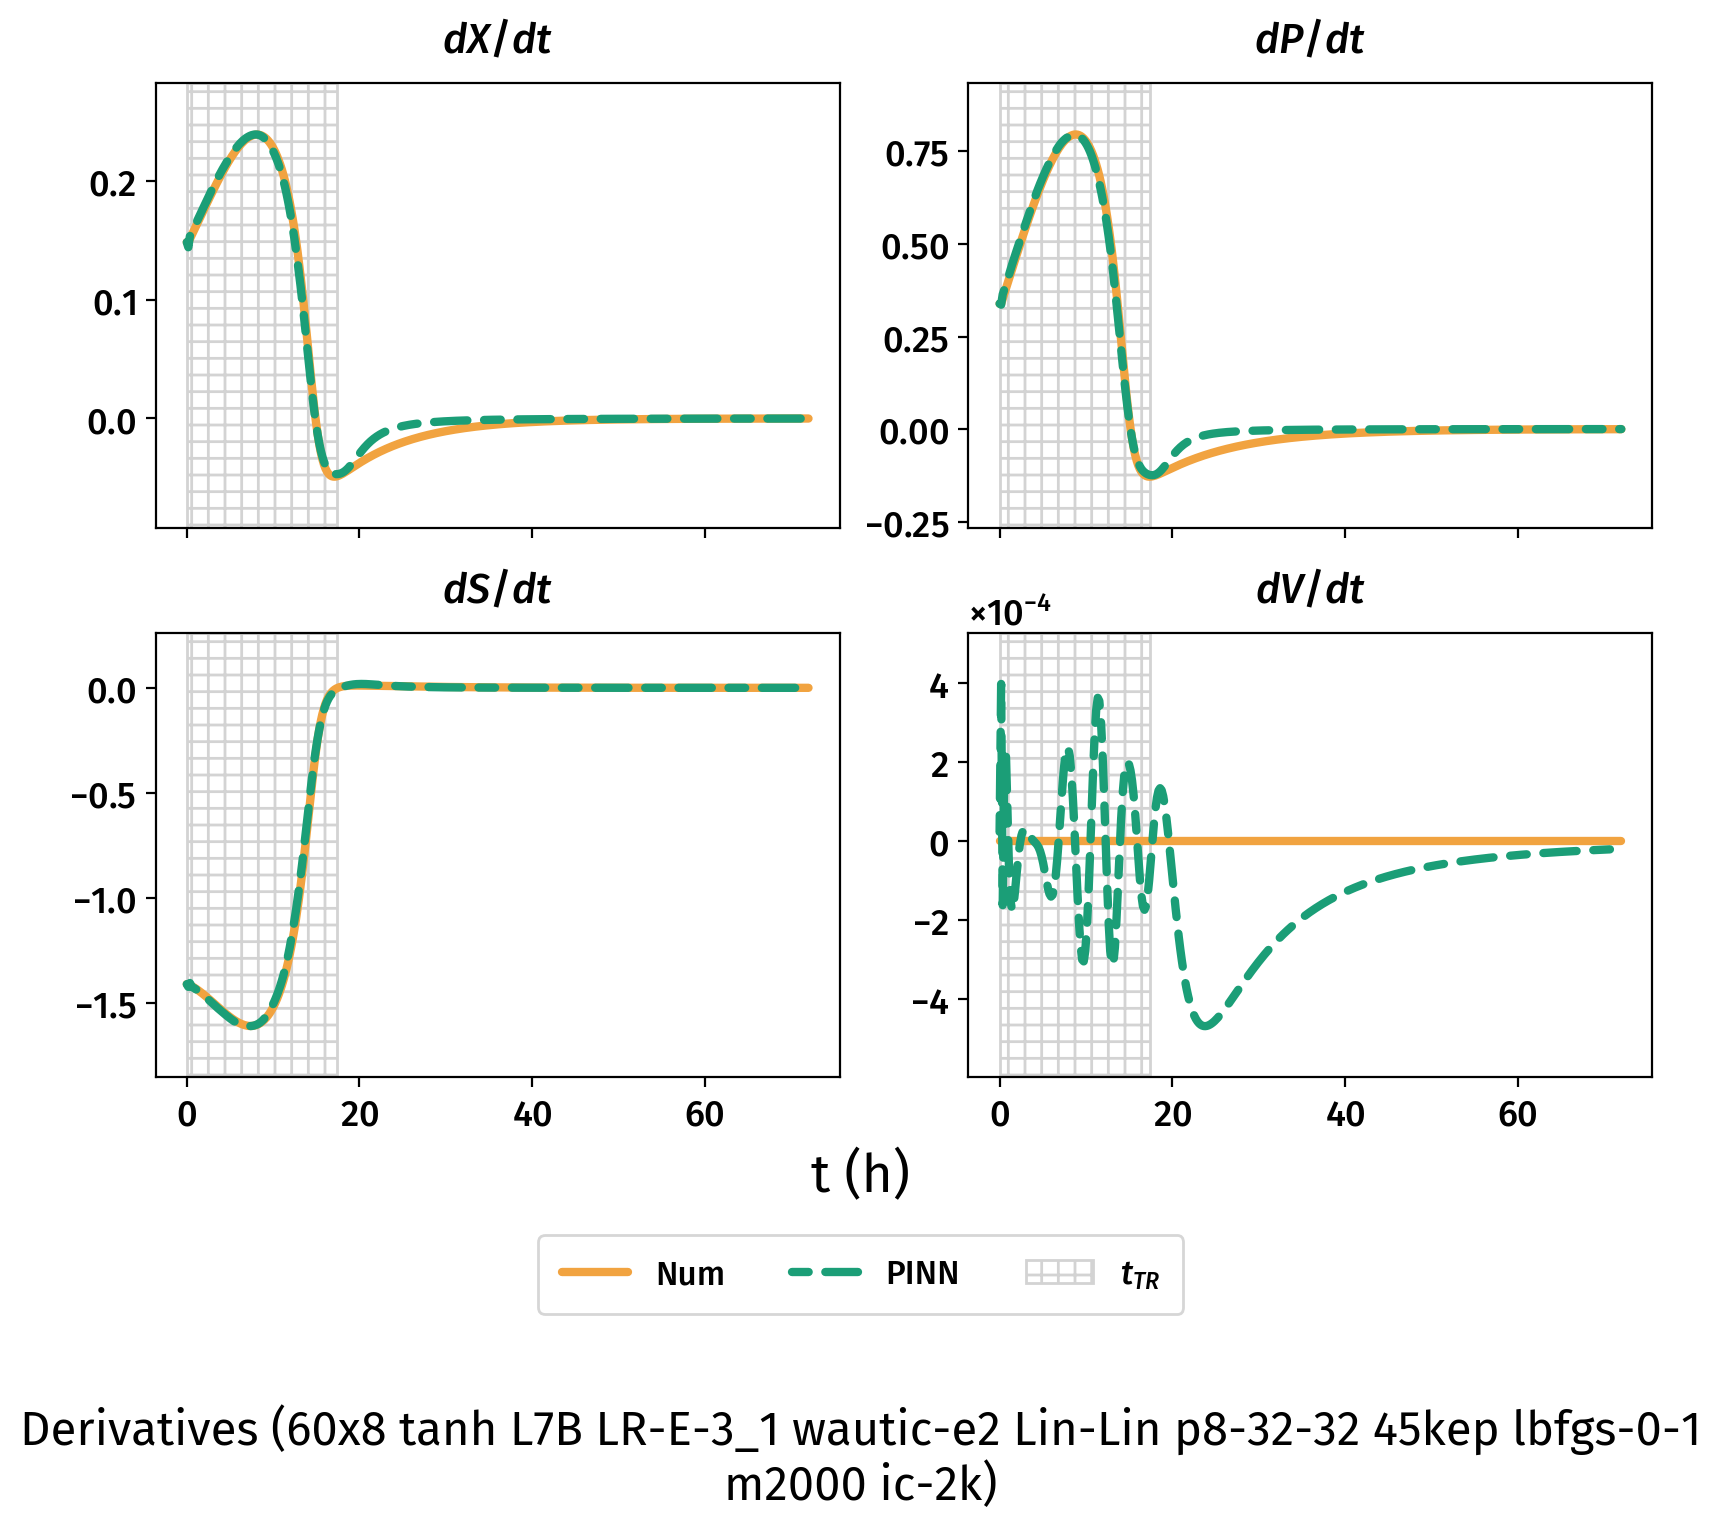 dX/dt
dP/dt
0.2
0.1
0.0
0.75
0.50
0.25
0.00
−0.25
dS/dt
dV/dt
×10⁻⁴
0.0
−0.5
−1.0
−1.5
4
2
0
−2
−4
0 20 40 60
0 20 40 60
t (h)
Num PINN t_TR
Derivatives (60x8 tanh L7B LR-E-3_1 wautic-e2 Lin-Lin p8-32-32 45kep lbfgs-0-1
m2000 ic-2k)